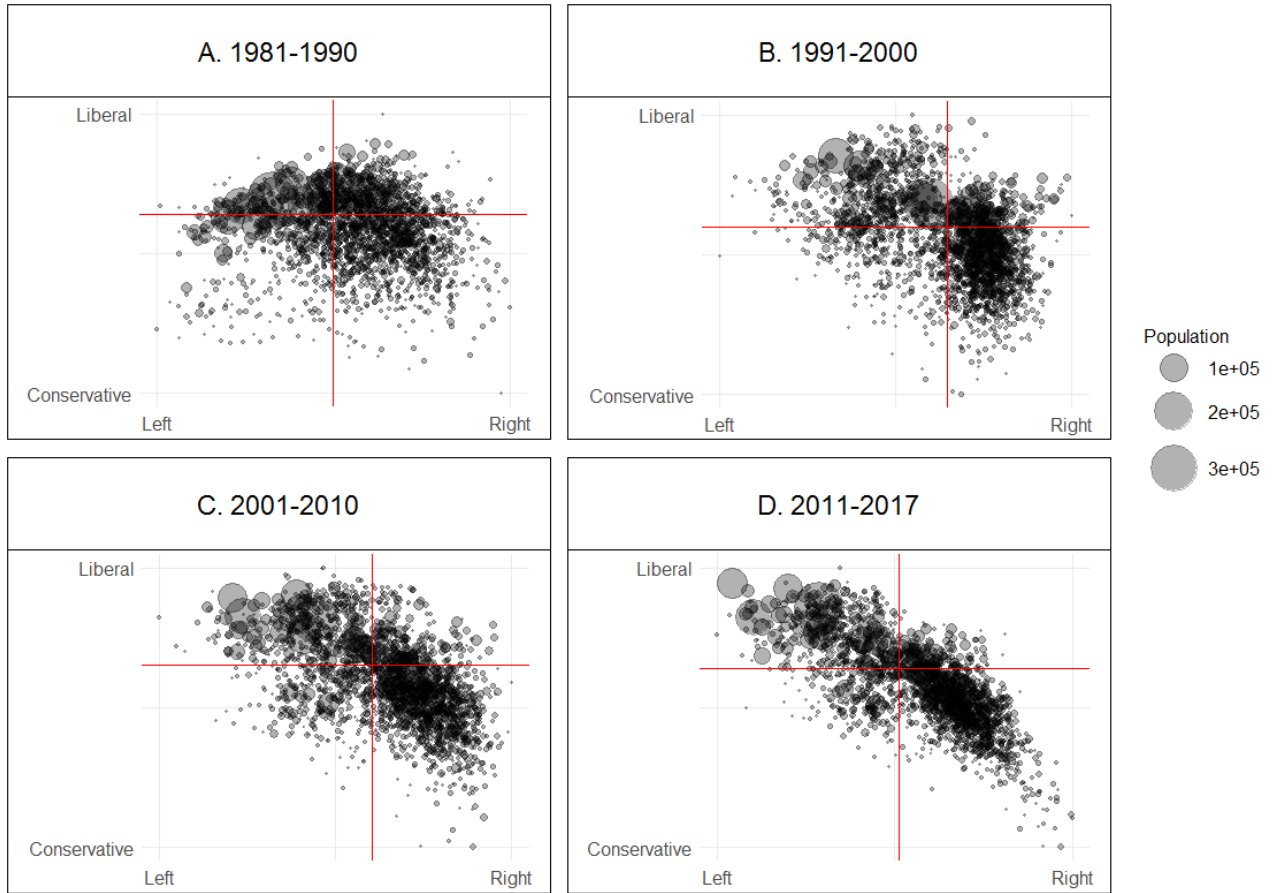 A. 1981-1990
Liberal
Conservative
Left Right
B. 1991-2000
Liberal
Conservative
Left Right
C. 2001-2010
Liberal
Conservative
Left Right
D. 2011-2017
Liberal
Conservative
Left Right
Population
1e+05
2e+05
3e+05